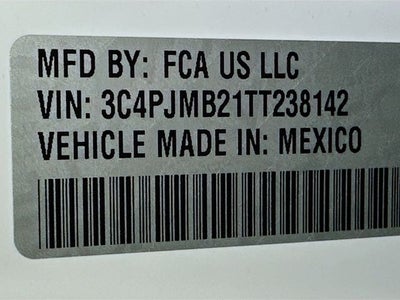 MFD BY: FCA US LLC
VIN: 3C4PJMB21TT238142
VEHICLE MADE IN: MEXICO